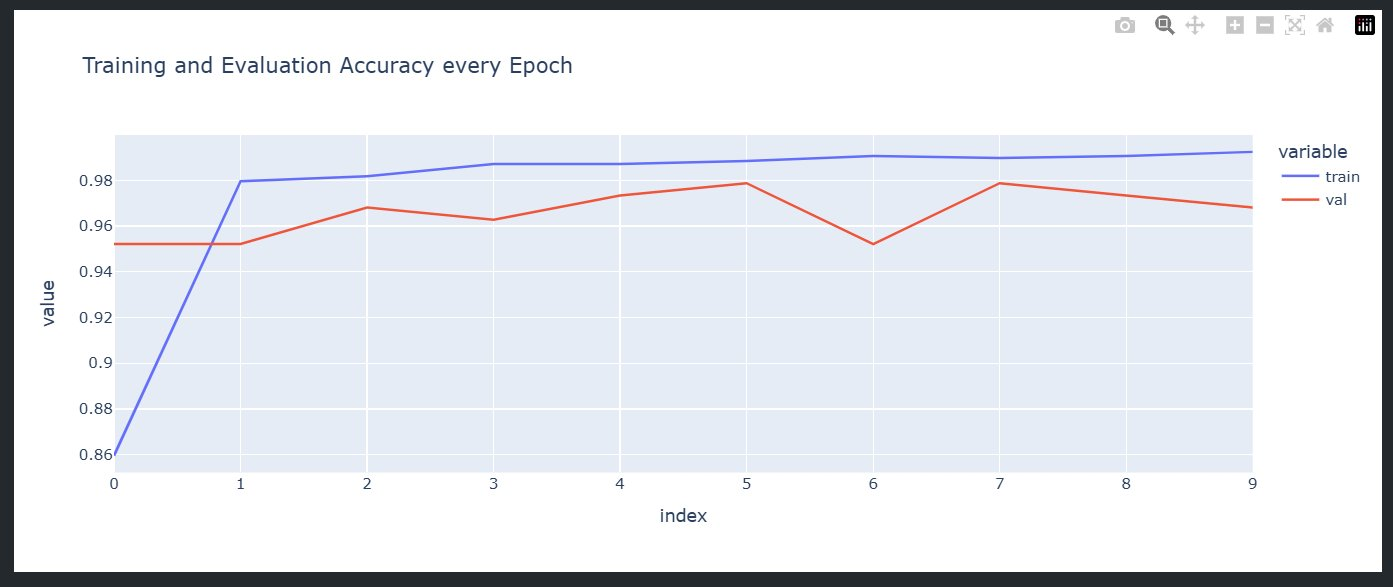 Training and Evaluation Accuracy every Epoch
variable
train
val
0.98
0.96
0.94
0.92
0.9
0.88
0.86
value
0 1 2 3 4 5 6 7 8 9
index